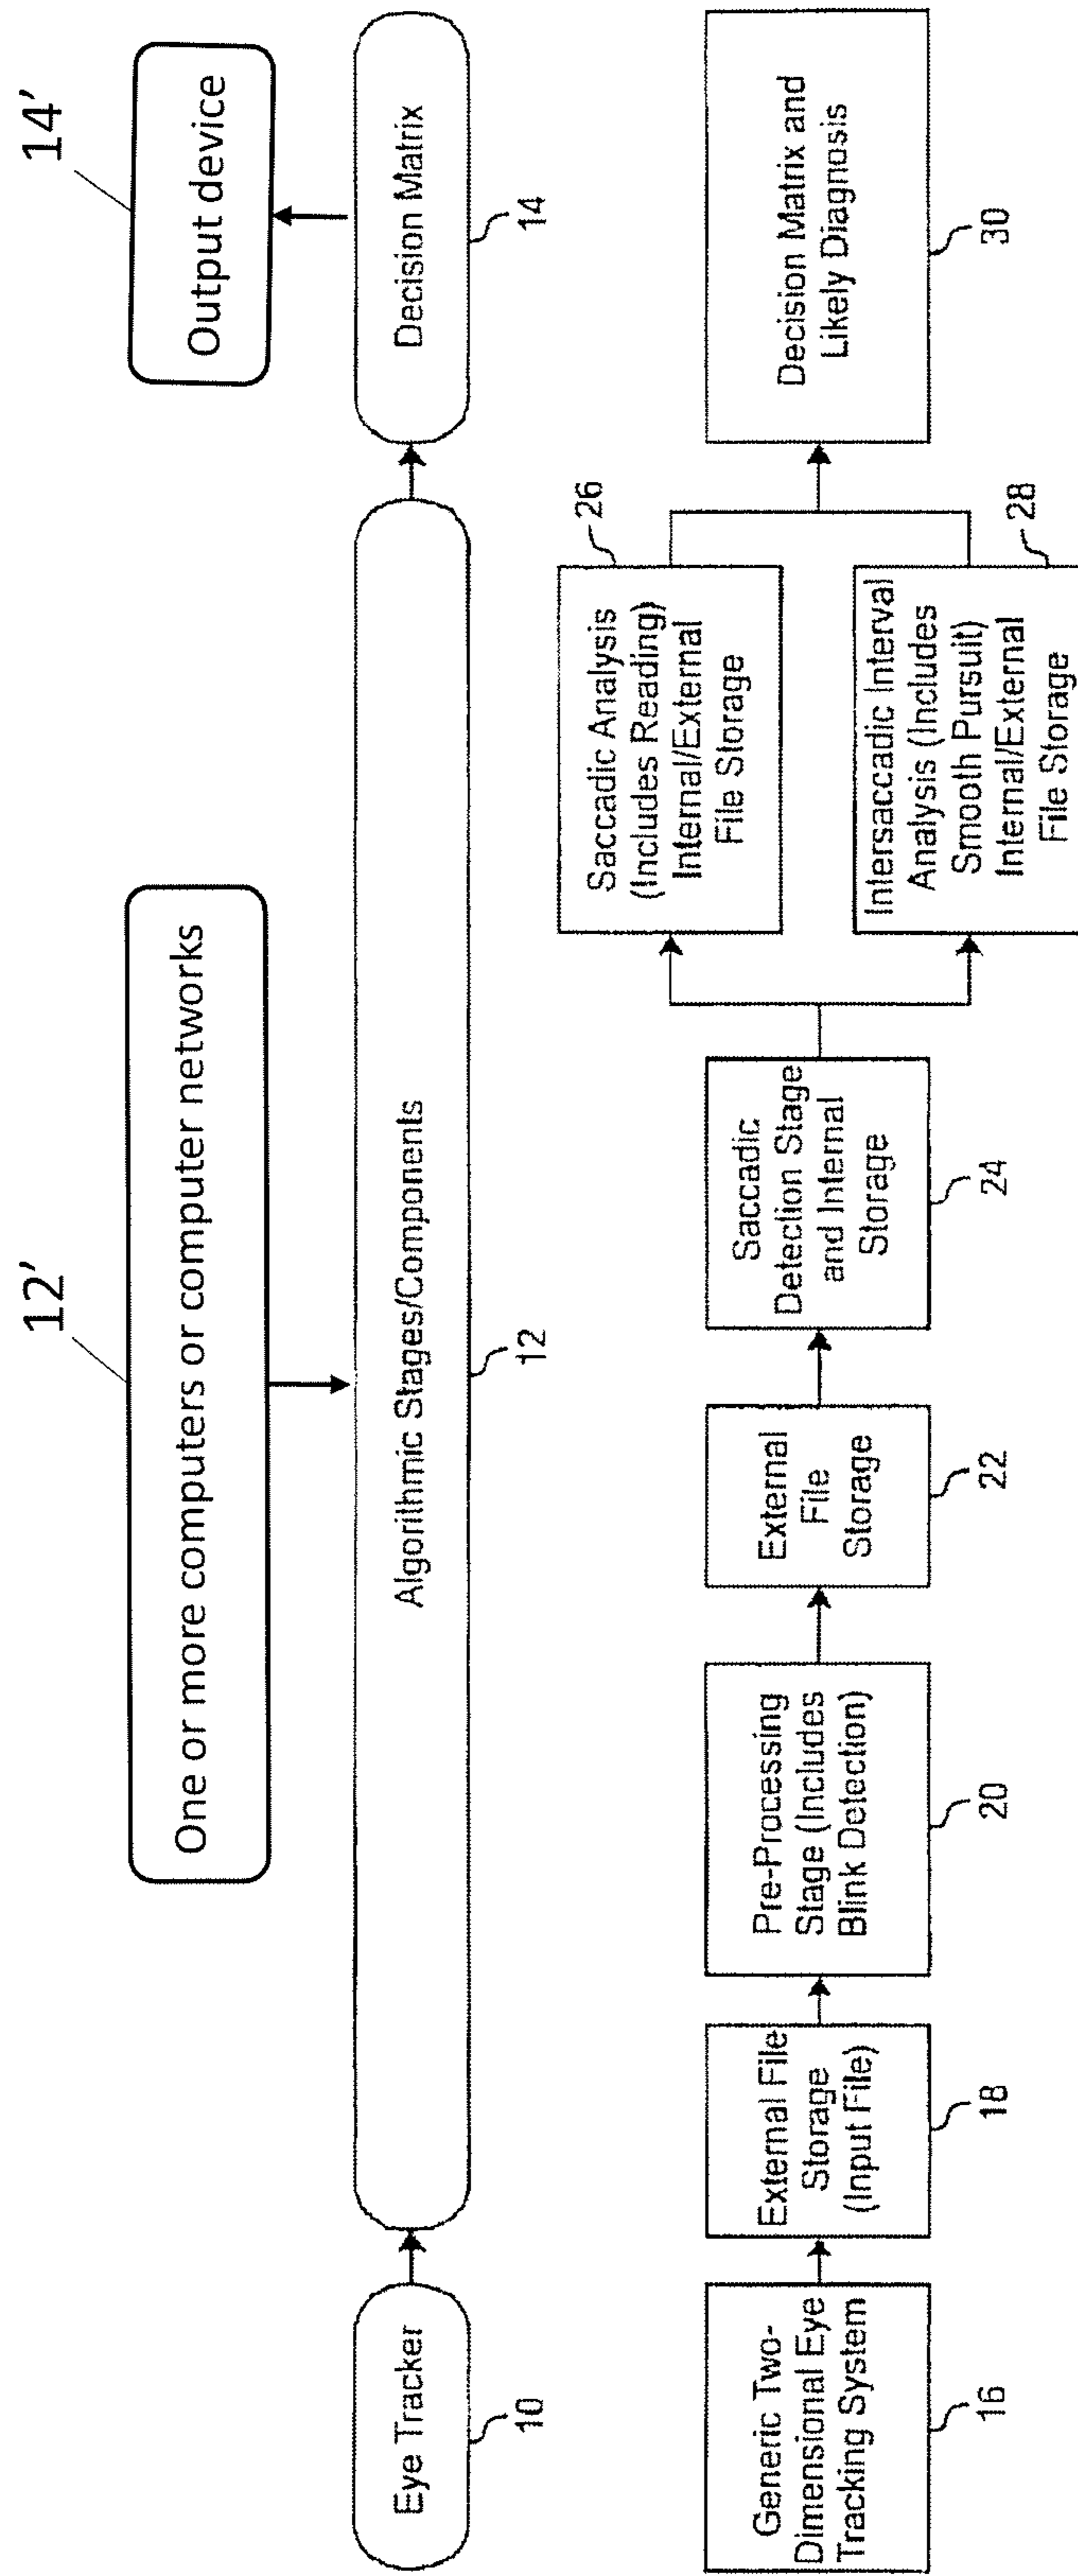 12'
14'
One or more computers or computer networks
Output device
Eye Tracker
Algorithmic Stages/Components
Decision Matrix
10
12
14
Generic Two-
Dimensional Eye
Tracking System
16
External File
Storage
(Input File)
18
Pre-Processing
Stage (Includes
Blink Detection)
20
External
File
Storage
22
Saccadic
Detection Stage
and Internal
Storage
24
Saccadic Analysis
(Includes Reading)
Internal/External
File Storage
26
Intersaccadic Interval
Analysis (Includes
Smooth Pursuit)
Internal/External
File Storage
28
Decision Matrix and
Likely Diagnosis
30